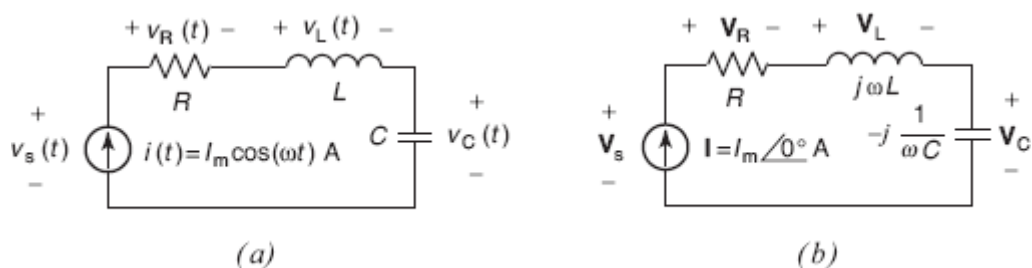 + v_R(t) − + v_L(t) −
R L
+ v_s(t) −
i(t) = I_m cos(ωt) A
C + v_C(t) −
(a)
+ V_R − + V_L −
R jωL
+ V_s −
I = I_m ∠0° A
−j 1/ωC + V_C −
(b)